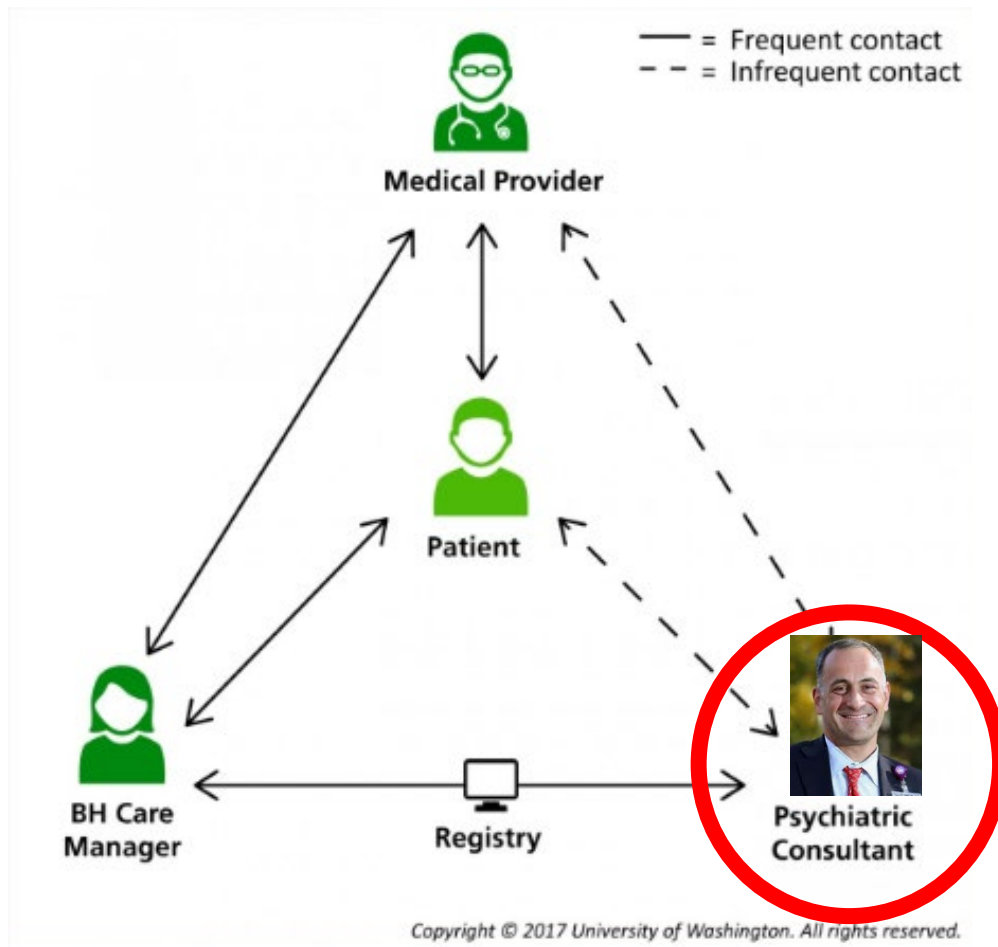 ——— = Frequent contact
– – = Infrequent contact
Medical Provider
Patient
BH Care
Manager
Registry
Psychiatric
Consultant
Copyright © 2017 University of Washington. All rights reserved.